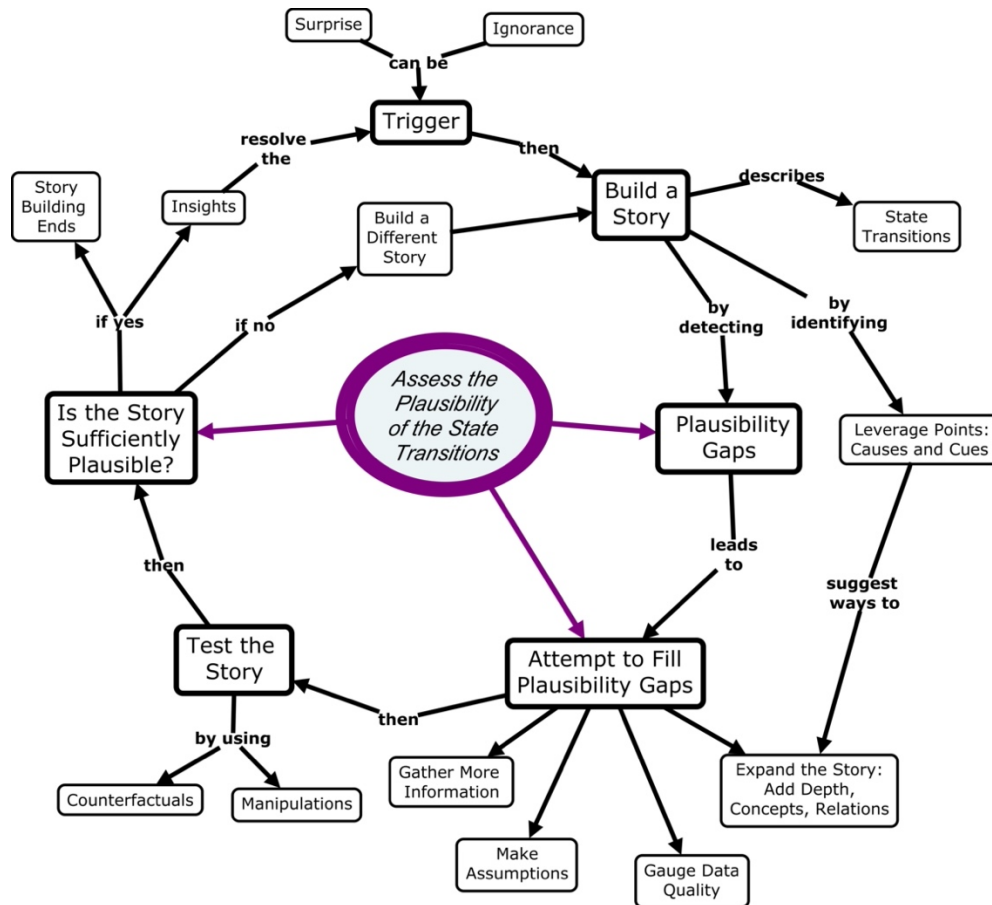 Surprise
Ignorance
can be
Trigger
then
resolve
the
Story
Building
Ends
Insights
Build a
Different
Story
Build a
Story
describes
State
Transitions
if yes
if no
by
detecting
by
identifying
Assess the
Plausibility
of the State
Transitions
Is the Story
Sufficiently
Plausible?
Plausibility
Gaps
Leverage Points:
Causes and Cues
then
leads
to
suggest
ways to
Test the
Story
Attempt to Fill
Plausibility Gaps
then
by using
Counterfactuals
Manipulations
Gather More
Information
Expand the Story:
Add Depth,
Concepts, Relations
Make
Assumptions
Gauge Data
Quality